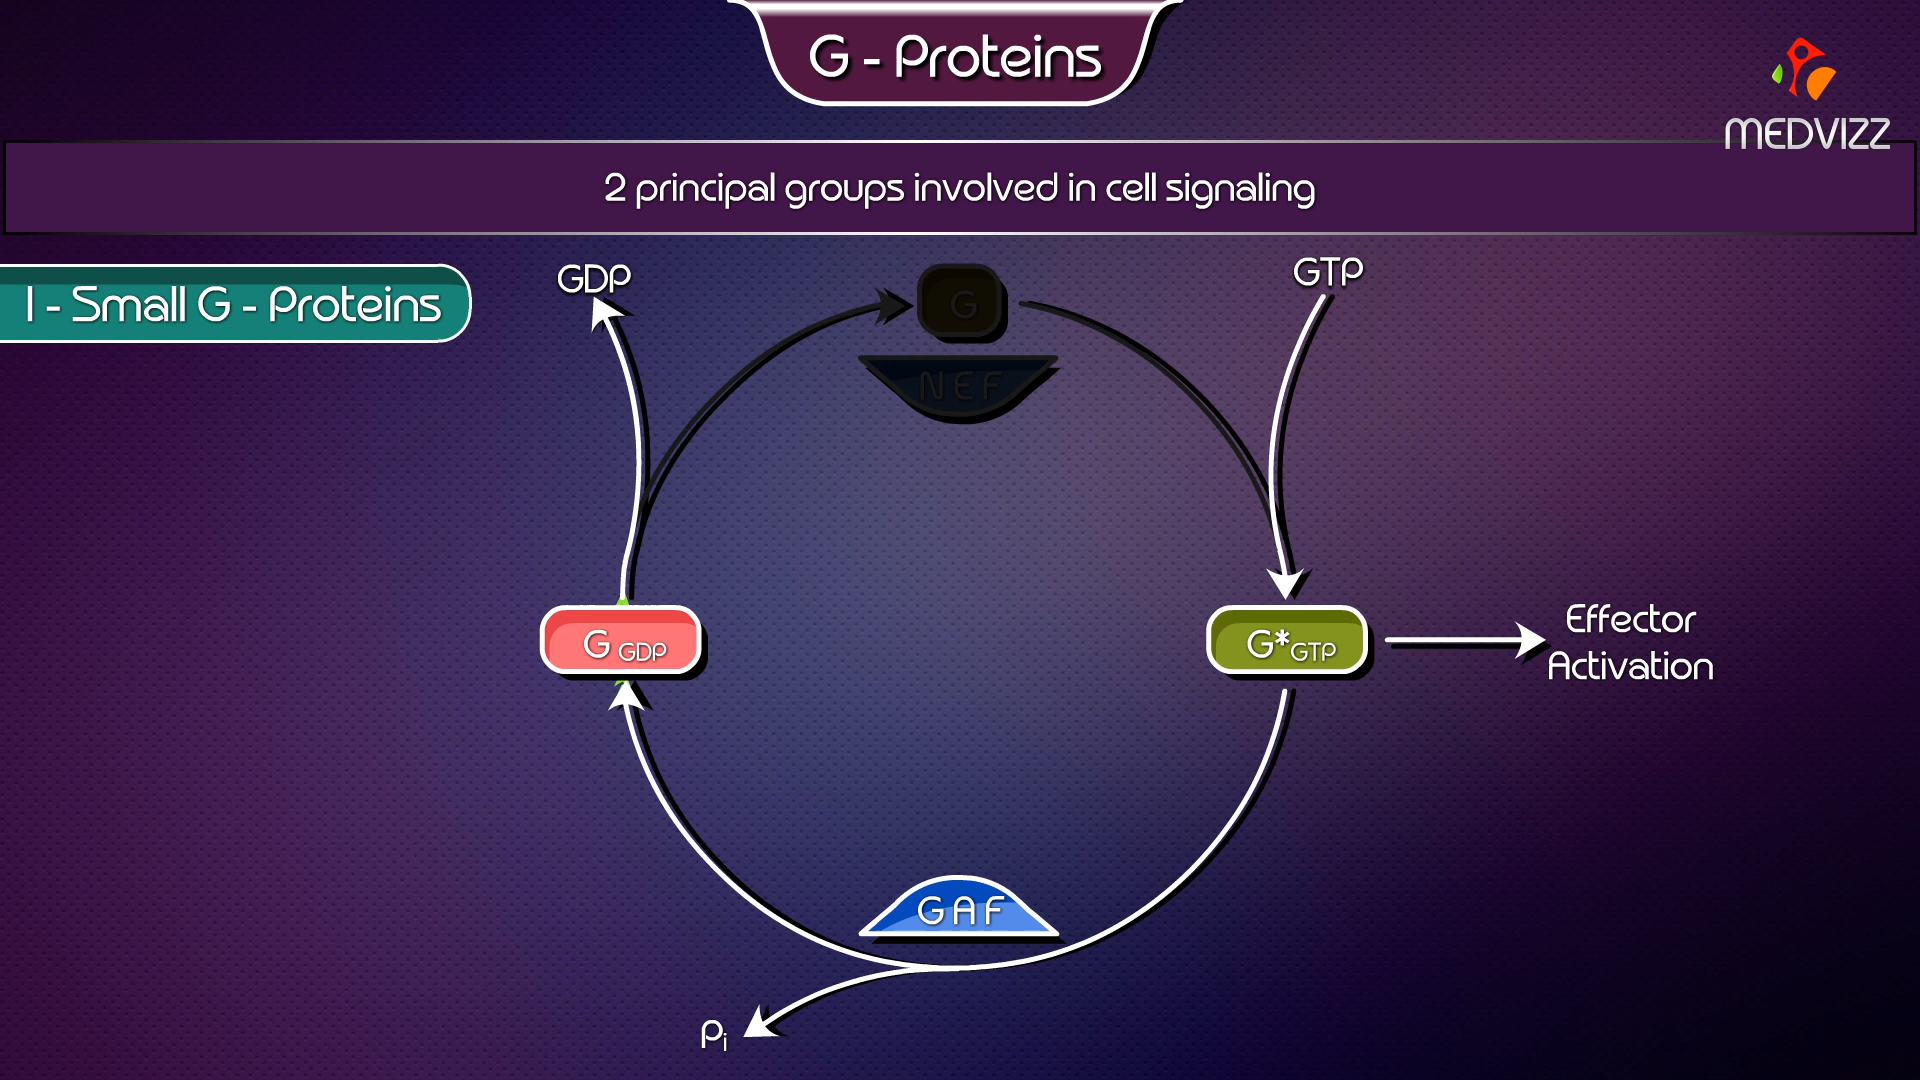 G - Proteins
MEDVIZZ
2 principal groups involved in cell signaling
1 - Small G - Proteins
GDP
G
GTP
NEF
G GDP
G*GTP
Effector
Activation
GAF
Pi